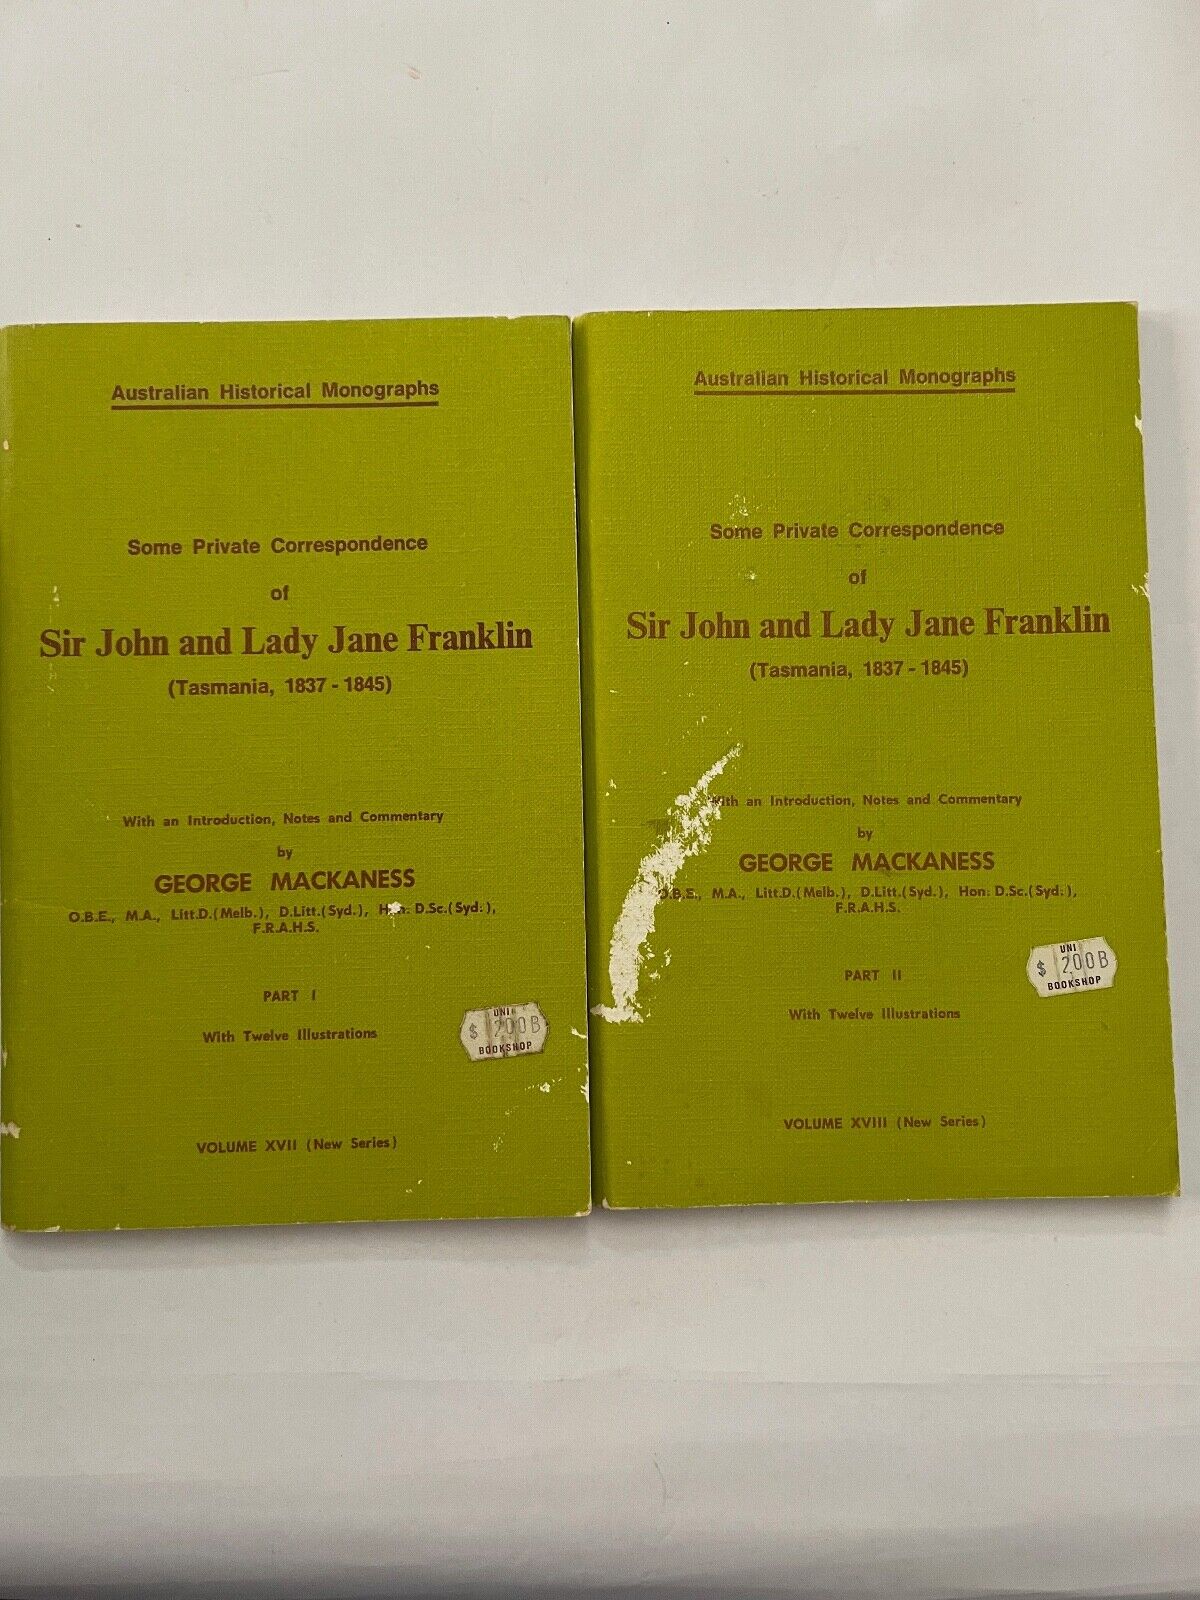 Australian Historical Monographs
Some Private Correspondence
of
Sir John and Lady Jane Franklin
(Tasmania, 1837 - 1845)
With an Introduction, Notes and Commentary
by
GEORGE MACKANESS
O.B.E., M.A., Litt.D.(Melb.), D.Litt.(Syd.), Hon. D.Sc.(Syd.),
F.R.A.H.S.
PART I
With Twelve Illustrations
UNI
$ 200B
BOOKSHOP
VOLUME XVII (New Series)
Australian Historical Monographs
Some Private Correspondence
of
Sir John and Lady Jane Franklin
(Tasmania, 1837 - 1845)
With an Introduction, Notes and Commentary
by
GEORGE MACKANESS
O.B.E., M.A., Litt.D.(Melb.), D.Litt.(Syd.), Hon. D.Sc.(Syd.),
F.R.A.H.S.
PART II
With Twelve Illustrations
UNI
$ 200B
BOOKSHOP
VOLUME XVIII (New Series)